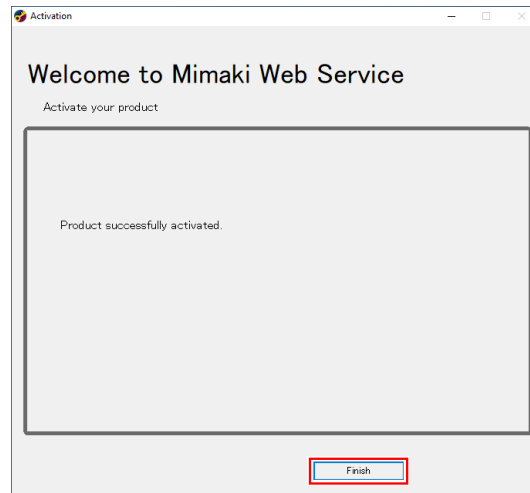 Activation
Welcome to Mimaki Web Service
Activate your product
Product successfully activated.
Finish